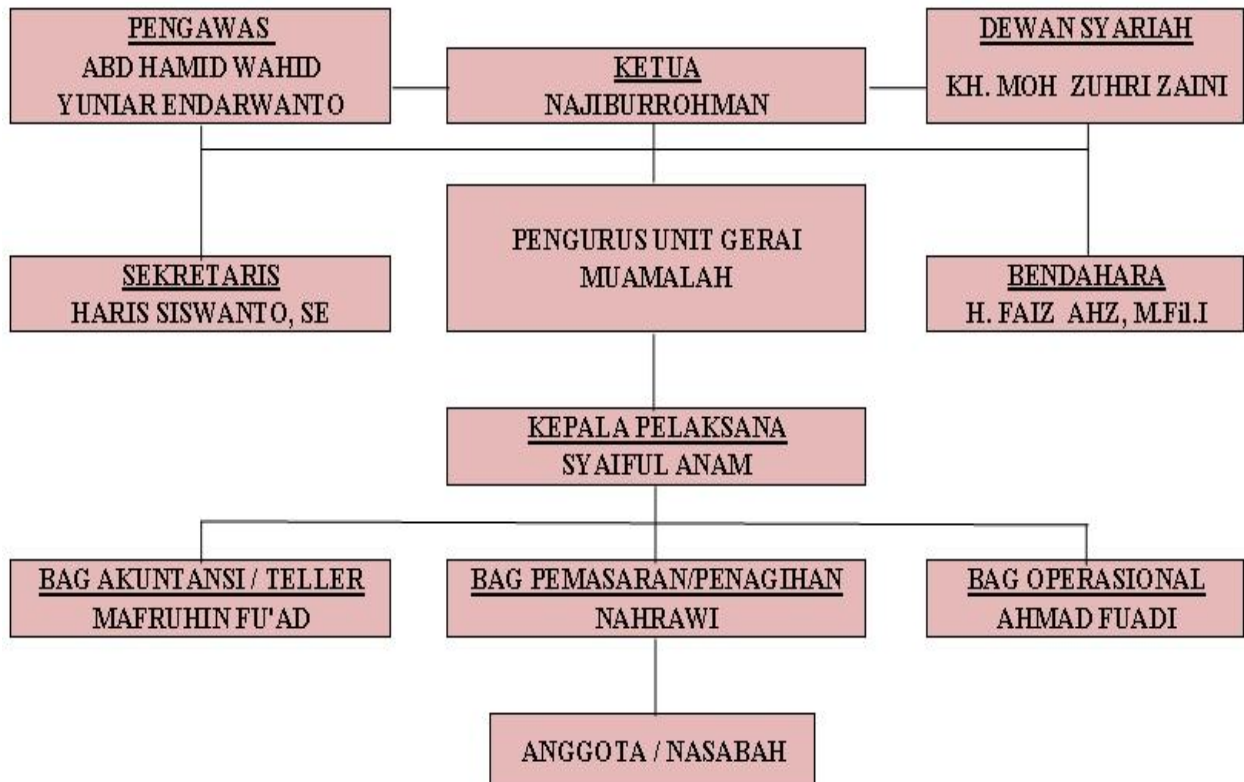 PENGAWAS
ABD HAMID WAHID
YUNIAR ENDARWANTO
KETUA
NAJIBURROHMAN
DEWAN SYARIAH
KH. MOH ZUHRI ZAINI
SEKRETARIS
HARIS SISWANTO, SE
PENGURUS UNIT GERAI
MUAMALAH
BENDAHARA
H. FAIZ AHZ, M.Fil.I
KEPALA PELAKSANA
SYAIFUL ANAM
BAG AKUNTANSI / TELLER
MAFRUHIN FU'AD
BAG PEMASARAN/PENAGIHAN
NAHRAWI
BAG OPERASIONAL
AHMAD FUADI
ANGGOTA / NASABAH